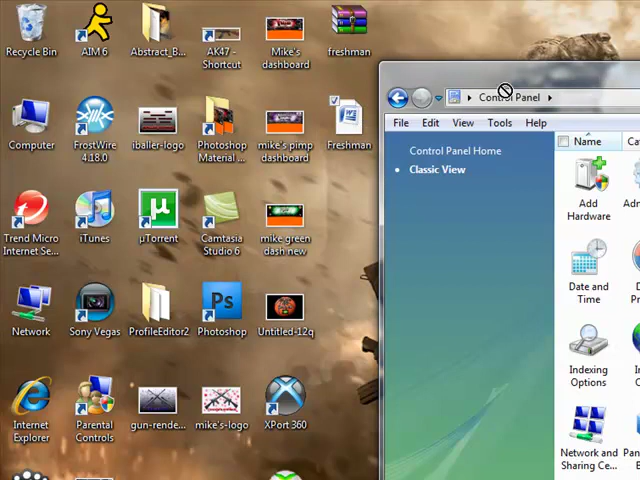 Recycle Bin
AIM 6
Abstract_B...
AK47 -
Shortcut
Mike's
dashboard
freshman
Computer
FrostWire
4.18.0
iballer-logo
Photoshop
Material ...
mike's pimp
dashboard
Freshman
Trend Micro
Internet Se...
iTunes
µTorrent
Camtasia
Studio 6
mike green
dash new
Network
Sony Vegas
ProfileEditor2
Photoshop
Untitled-12q
Internet
Explorer
Parental
Controls
gun-rende...
mike's-logo
XPort 360
Control Panel
File Edit View Tools Help
Control Panel Home
Classic View
Name
Add
Hardware
Date and
Time
Indexing
Options
Network and
Sharing Ce...